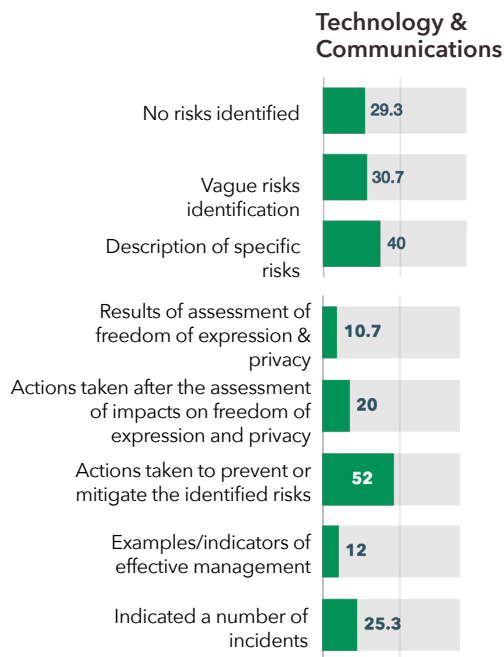 Technology &
Communications
No risks identified
29.3
Vague risks
identification
30.7
Description of specific
risks
40
Results of assessment of
freedom of expression &
privacy
10.7
Actions taken after the assessment
of impacts on freedom of
expression and privacy
20
Actions taken to prevent or
mitigate the identified risks
52
Examples/indicators of
effective management
12
Indicated a number of
incidents
25.3